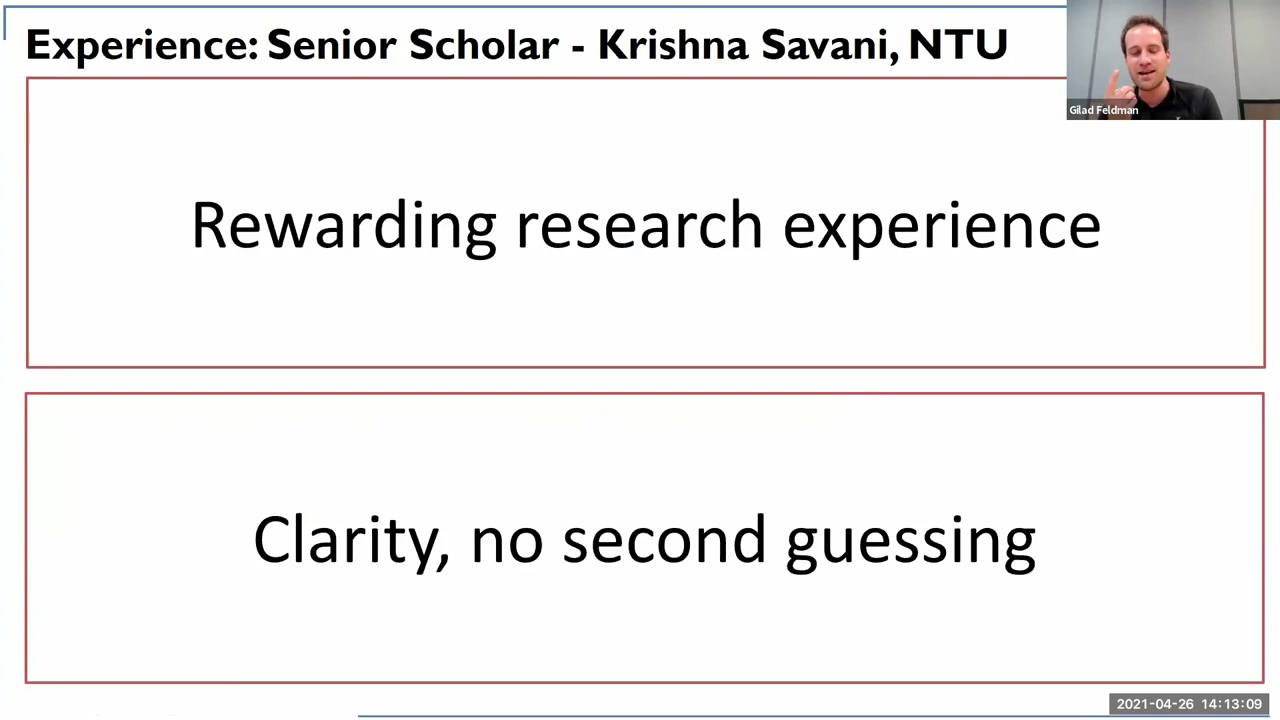 Experience: Senior Scholar - Krishna Savani, NTU
Gilad Feldman
Rewarding research experience
Clarity, no second guessing
2021-04-26 14:13:09